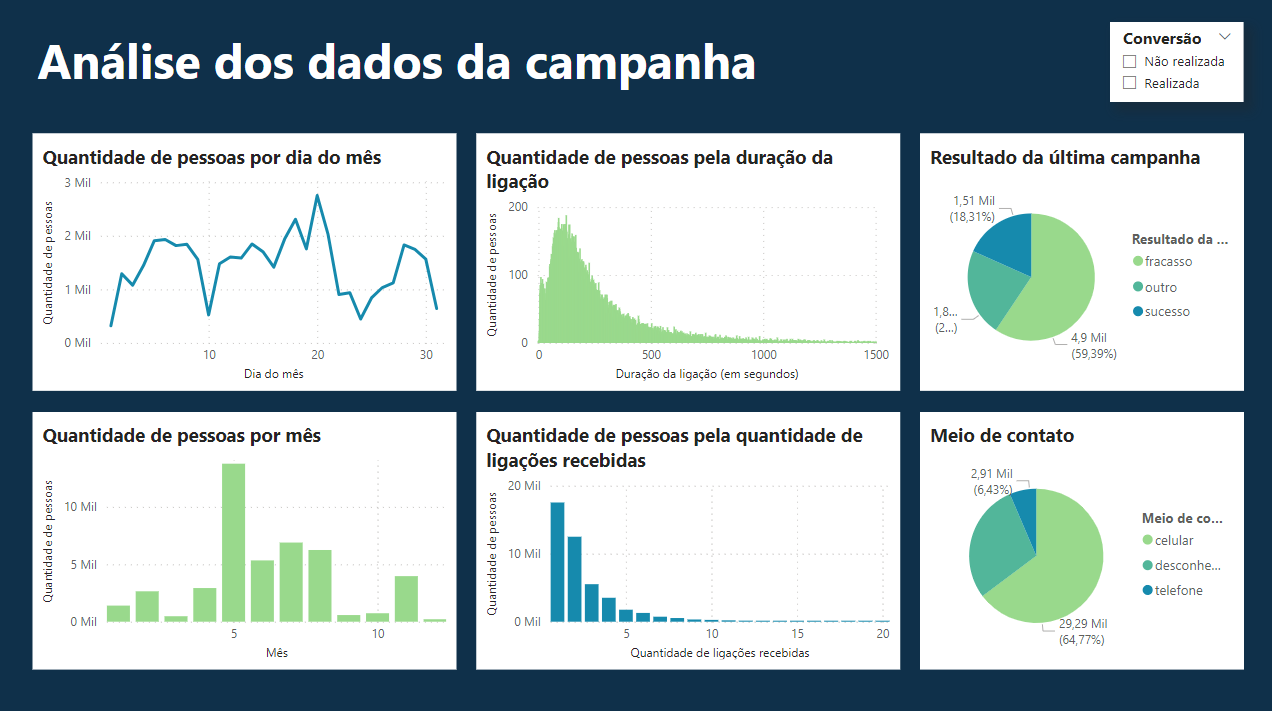 Análise dos dados da campanha
Conversão
Não realizada
Realizada
Quantidade de pessoas por dia do mês
Quantidade de pessoas
3 Mil
2 Mil
1 Mil
0 Mil
10
20
30
Dia do mês
Quantidade de pessoas pela duração da
ligação
Quantidade de pessoas
200
100
0
0
500
1000
1500
Duração da ligação (em segundos)
Resultado da última campanha
1,51 Mil
(18,31%)
1,8...
(2...)
4,9 Mil
(59,39%)
Resultado da ...
fracasso
outro
sucesso
Quantidade de pessoas por mês
Quantidade de pessoas
10 Mil
5 Mil
0 Mil
5
10
Mês
Quantidade de pessoas pela quantidade de
ligações recebidas
Quantidade de pessoas
20 Mil
10 Mil
0 Mil
5
10
15
20
Quantidade de ligações recebidas
Meio de contato
2,91 Mil
(6,43%)
29,29 Mil
(64,77%)
Meio de co...
celular
desconhe...
telefone